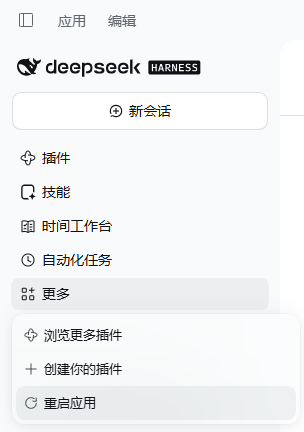 应用 编辑
deepseek HARNESS
新会话
插件
技能
时间工作台
自动化任务
更多
浏览更多插件
创建你的插件
重启应用